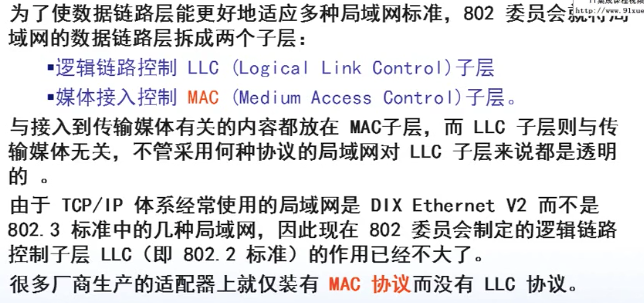 为了使数据链路层能更好地适应多种局域网标准，802 委员会就将局
http://www.91xue
域网的数据链路层拆成两个子层：
▪逻辑链路控制 LLC (Logical Link Control)子层
▪媒体接入控制 MAC (Medium Access Control)子层。
与接入到传输媒体有关的内容都放在 MAC子层，而 LLC 子层则与传
输媒体无关，不管采用何种协议的局域网对 LLC 子层来说都是透明
的 。
由于 TCP/IP 体系经常使用的局域网是 DIX Ethernet V2 而不是
802.3 标准中的几种局域网，因此现在 802 委员会制定的逻辑链路
控制子层 LLC（即 802.2 标准）的作用已经不大了。
很多厂商生产的适配器上就仅装有 MAC 协议而没有 LLC 协议。